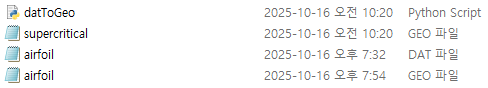 datToGeo 2025-10-16 오전 10:20 Python Script
supercritical 2025-10-16 오전 10:20 GEO 파일
airfoil 2025-10-16 오후 7:32 DAT 파일
airfoil 2025-10-16 오후 7:54 GEO 파일